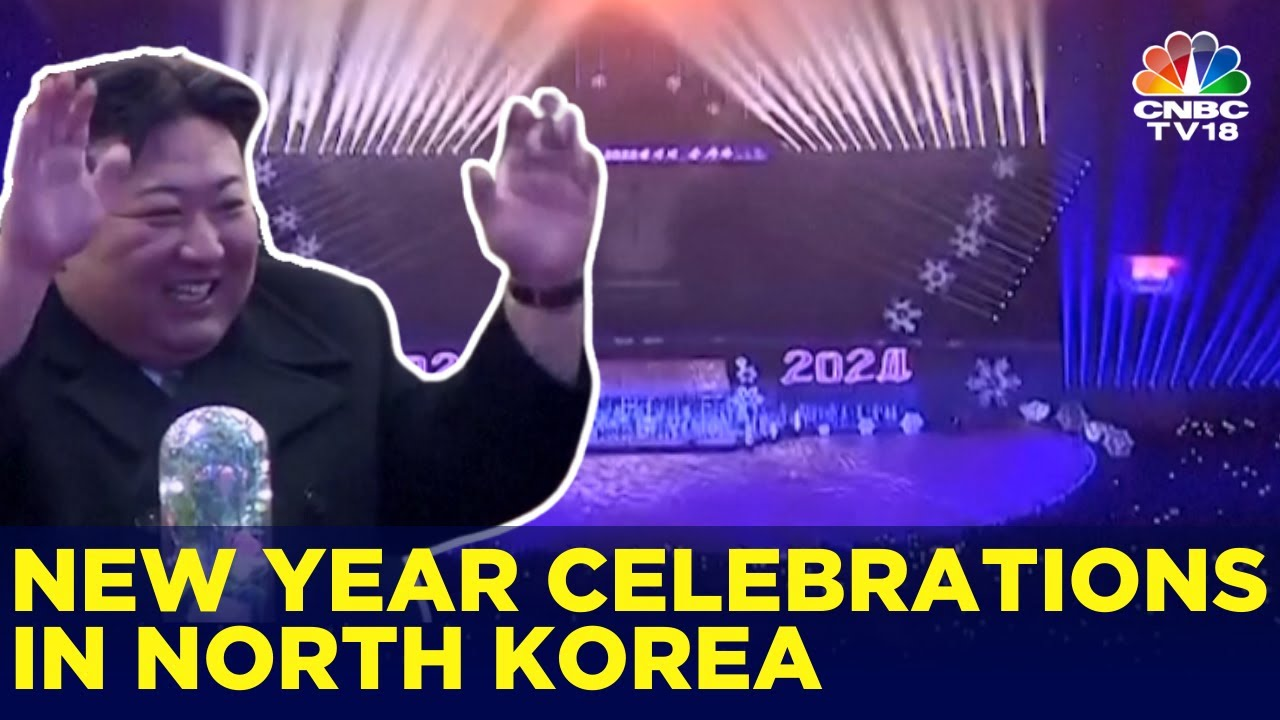 CNBC
TV18
2024
NEW YEAR CELEBRATIONS
IN NORTH KOREA